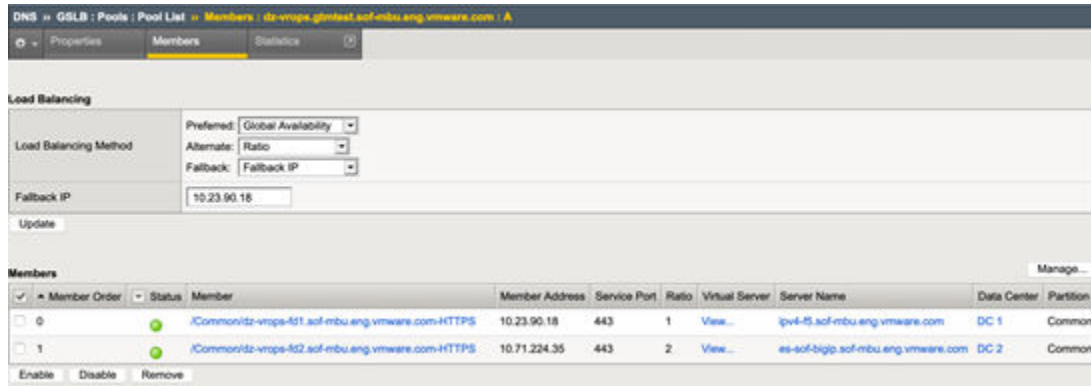 DNS » GSLB : Pools : Pool List » Members : dz-vrops.gtmtest.sof-mbu.eng.vmware.com : A
Properties Members Statistics
Load Balancing
Load Balancing Method
Preferred: Global Availability
Alternate: Ratio
Fallback: Fallback IP
Fallback IP 10.23.90.18
Update
Members
Manage...
Member Order Status Member Member Address Service Port Ratio Virtual Server Server Name Data Center Partition
0 /Common/dz-vrops-fd1.sof-mbu.eng.vmware.com-HTTPS 10.23.90.18 443 1 View... ipv4-f5.sof-mbu.eng.vmware.com DC 1 Common
1 /Common/dz-vrops-fd2.sof-mbu.eng.vmware.com-HTTPS 10.71.224.35 443 2 View... es-sof-bigip.sof-mbu.eng.vmware.com DC 2 Common
Enable Disable Remove